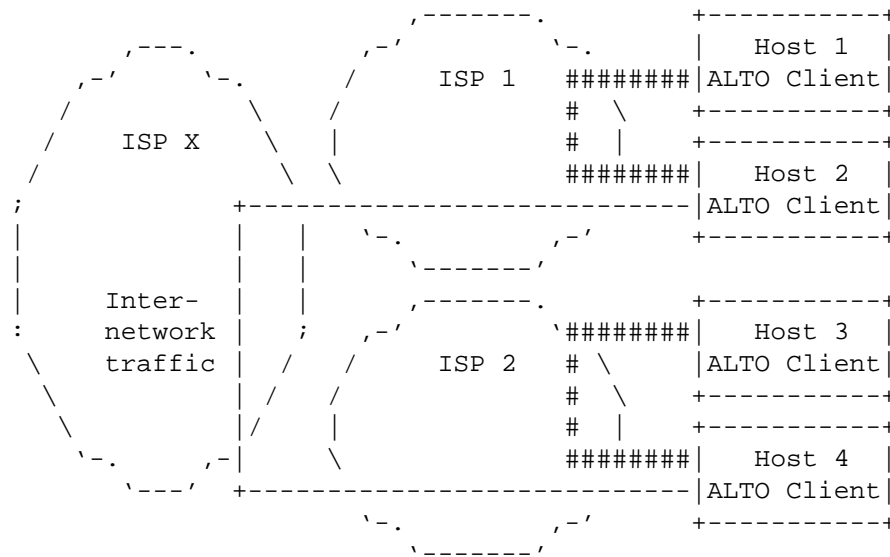 Host 1
ISP 1 ALTO Client
ISP X
Host 2
ALTO Client
Inter-
network Host 3
traffic ISP 2 ALTO Client
Host 4
ALTO Client